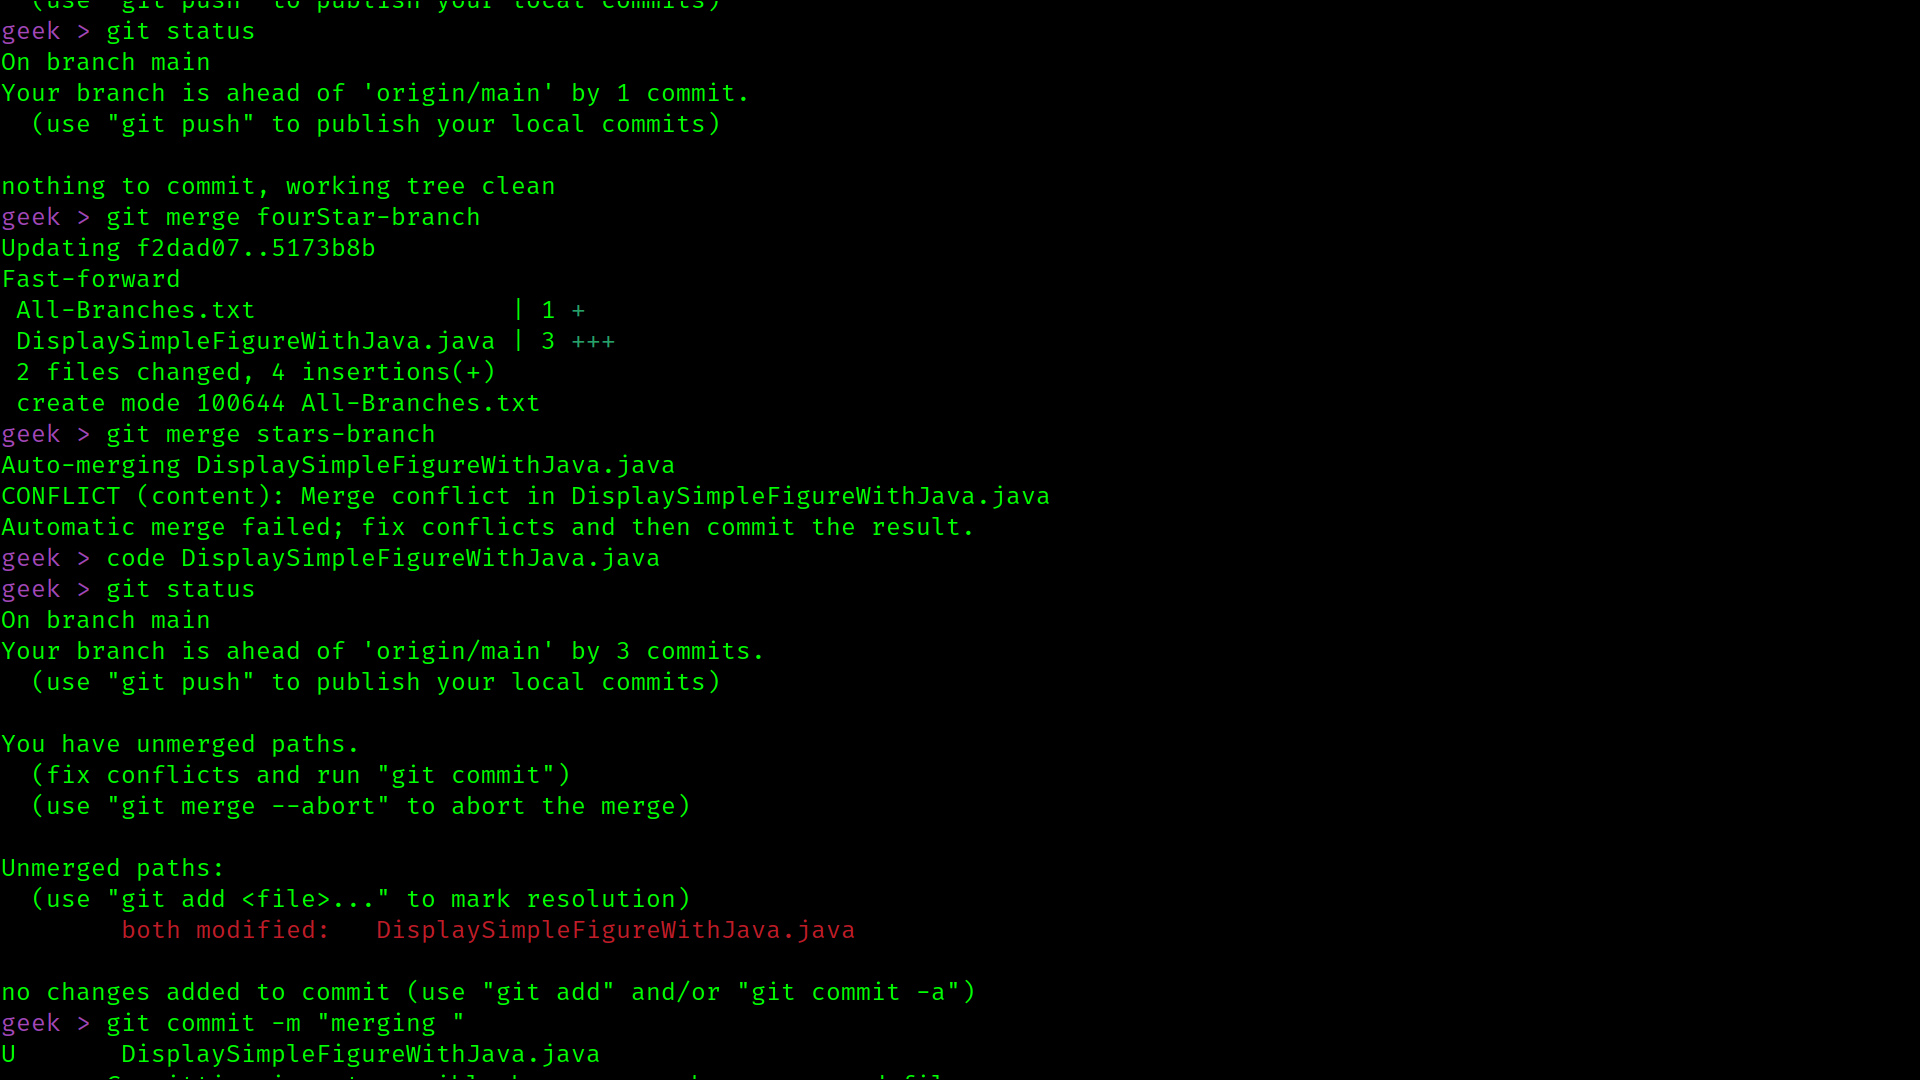 (use "git push" to publish your local commits)
geek > git status
On branch main
Your branch is ahead of 'origin/main' by 1 commit.
  (use "git push" to publish your local commits)

nothing to commit, working tree clean
geek > git merge fourStar-branch
Updating f2dad07..5173b8b
Fast-forward
 All-Branches.txt                 | 1 +
 DisplaySimpleFigureWithJava.java | 3 +++
 2 files changed, 4 insertions(+)
 create mode 100644 All-Branches.txt
geek > git merge stars-branch
Auto-merging DisplaySimpleFigureWithJava.java
CONFLICT (content): Merge conflict in DisplaySimpleFigureWithJava.java
Automatic merge failed; fix conflicts and then commit the result.
geek > code DisplaySimpleFigureWithJava.java
geek > git status
On branch main
Your branch is ahead of 'origin/main' by 3 commits.
  (use "git push" to publish your local commits)

You have unmerged paths.
  (fix conflicts and run "git commit")
  (use "git merge --abort" to abort the merge)

Unmerged paths:
  (use "git add <file>..." to mark resolution)
        both modified:   DisplaySimpleFigureWithJava.java

no changes added to commit (use "git add" and/or "git commit -a")
geek > git commit -m "merging "
U       DisplaySimpleFigureWithJava.java